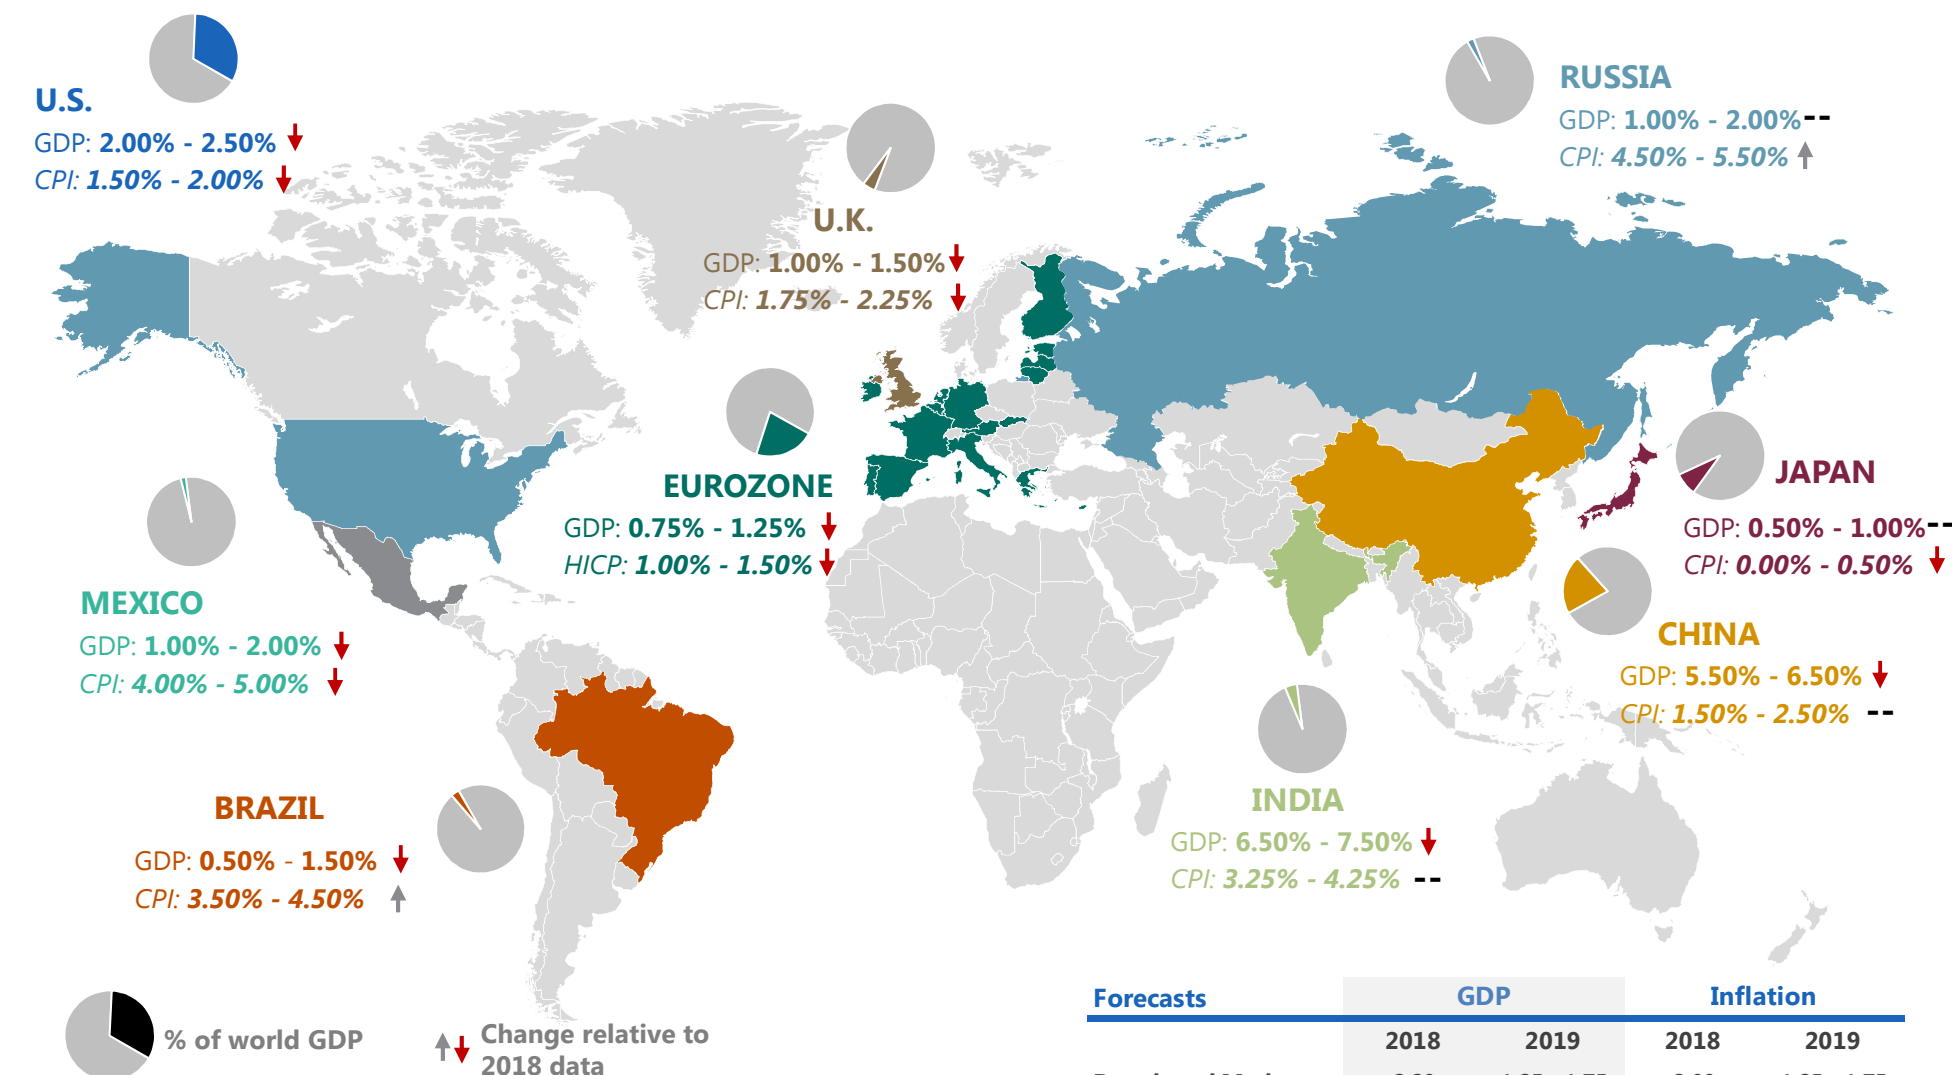 U.S.
GDP: 2.00% - 2.50%
CPI: 1.50% - 2.00%
RUSSIA
GDP: 1.00% - 2.00%--
CPI: 4.50% - 5.50%
U.K.
GDP: 1.00% - 1.50%
CPI: 1.75% - 2.25%
EUROZONE
GDP: 0.75% - 1.25%
HICP: 1.00% - 1.50%
JAPAN
GDP: 0.50% - 1.00%--
CPI: 0.00% - 0.50%
MEXICO
GDP: 1.00% - 2.00%
CPI: 4.00% - 5.00%
CHINA
GDP: 5.50% - 6.50%
CPI: 1.50% - 2.50% --
BRAZIL
GDP: 0.50% - 1.50%
CPI: 3.50% - 4.50%
INDIA
GDP: 6.50% - 7.50%
CPI: 3.25% - 4.25% --
% of world GDP
Change relative to
2018 data
Forecasts GDP Inflation
2018 2019 2018 2019